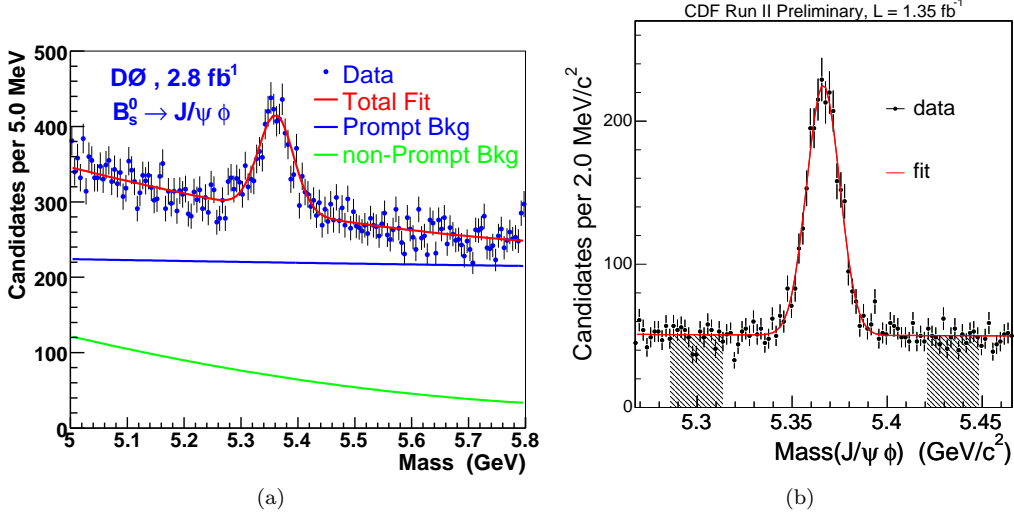 CDF Run II Preliminary, L = 1.35 fb⁻¹
Candidates per 5.0 MeV
500
400
300
200
100
0
DØ , 2.8 fb⁻¹
B⁰ₛ → J/ψ φ
Data
Total Fit
Prompt Bkg
non-Prompt Bkg
5 5.1 5.2 5.3 5.4 5.5 5.6 5.7 5.8
Mass (GeV)
(a)
Candidates per 2.0 MeV/c²
200
100
0
data
fit
5.3 5.35 5.4 5.45
Mass(J/ψ φ) (GeV/c²)
(b)